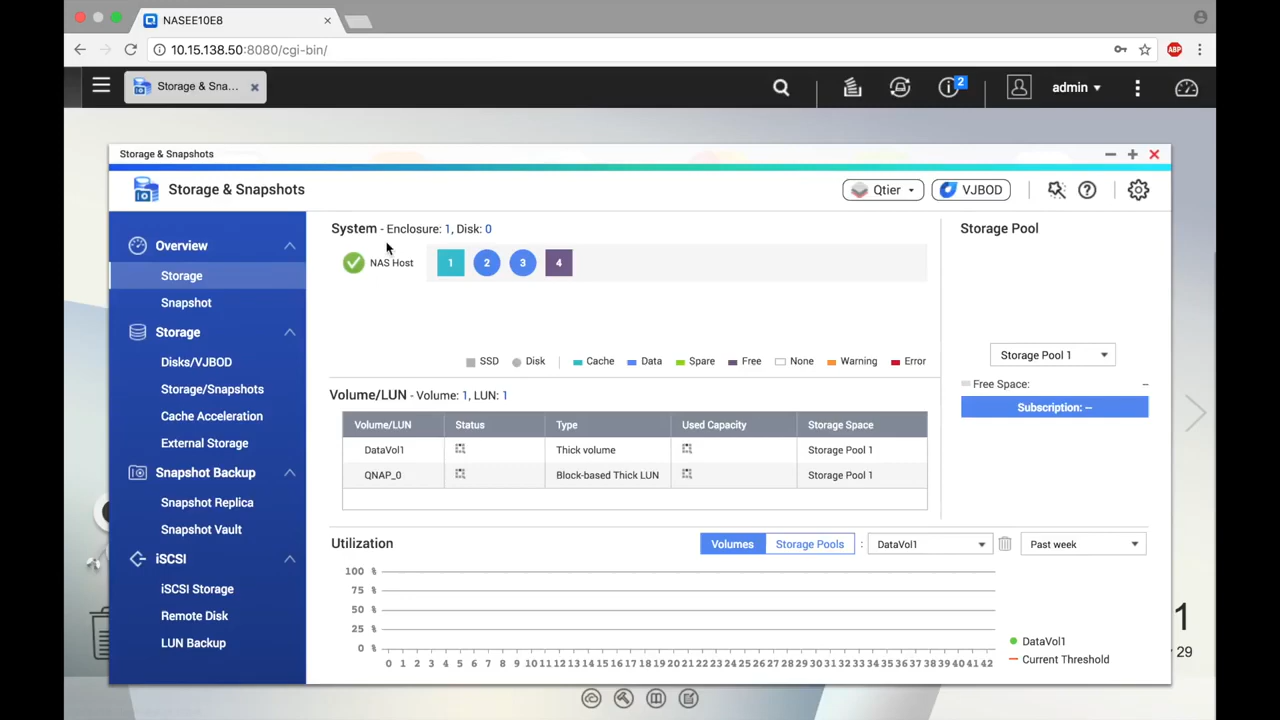 NASEE10E8
10.15.138.50:8080/cgi-bin/
ABP
Storage & Sna...
2
admin
Storage & Snapshots
Storage & Snapshots
Qtier
VJBOD
Overview
Storage
Snapshot
Storage
Disks/VJBOD
Storage/Snapshots
Cache Acceleration
External Storage
Snapshot Backup
Snapshot Replica
Snapshot Vault
iSCSI
iSCSI Storage
Remote Disk
LUN Backup
System - Enclosure: 1, Disk: 0
NAS Host
1 2 3 4
SSD Disk Cache Data Spare Free None Warning Error
Volume/LUN - Volume: 1, LUN: 1
Volume/LUN Status Type Used Capacity Storage Space
DataVol1 Thick volume Storage Pool 1
QNAP_0 Block-based Thick LUN Storage Pool 1
Storage Pool
Storage Pool 1
Free Space: --
Subscription: --
Utilization
Volumes Storage Pools : DataVol1 Past week
100 %
75 %
50 %
25 %
0 %
0 1 2 3 4 5 6 7 8 9 10 11 12 13 14 15 16 17 18 19 20 21 22 23 24 25 26 27 28 29 30 31 32 33 34 35 36 37 38 39 40 41 42
DataVol1
Current Threshold
1
29